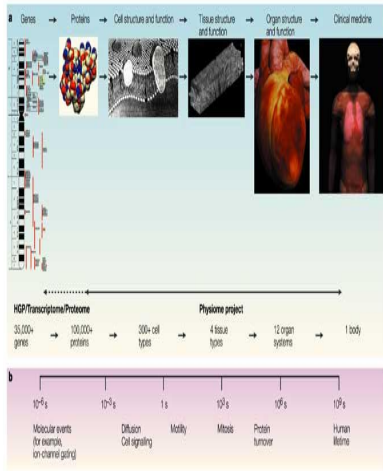 a Genes → Proteins → Cell structure and function → Tissue structure → Organ structure → Clinical medicine
and function and function
HGP/Transcriptome/Proteome Physiome project
35,000+ → 100,000+ → 300+ cell → 4 tissue → 12 organ → 1 body
genes proteins types types systems
b
10⁻⁶ s 10⁻³ s 1 s 10³ s 10⁶ s 10⁹ s
Molecular events Diffusion Motility Mitosis Protein Human
(for example, Cell signalling turnover lifetime
ion-channel gating)